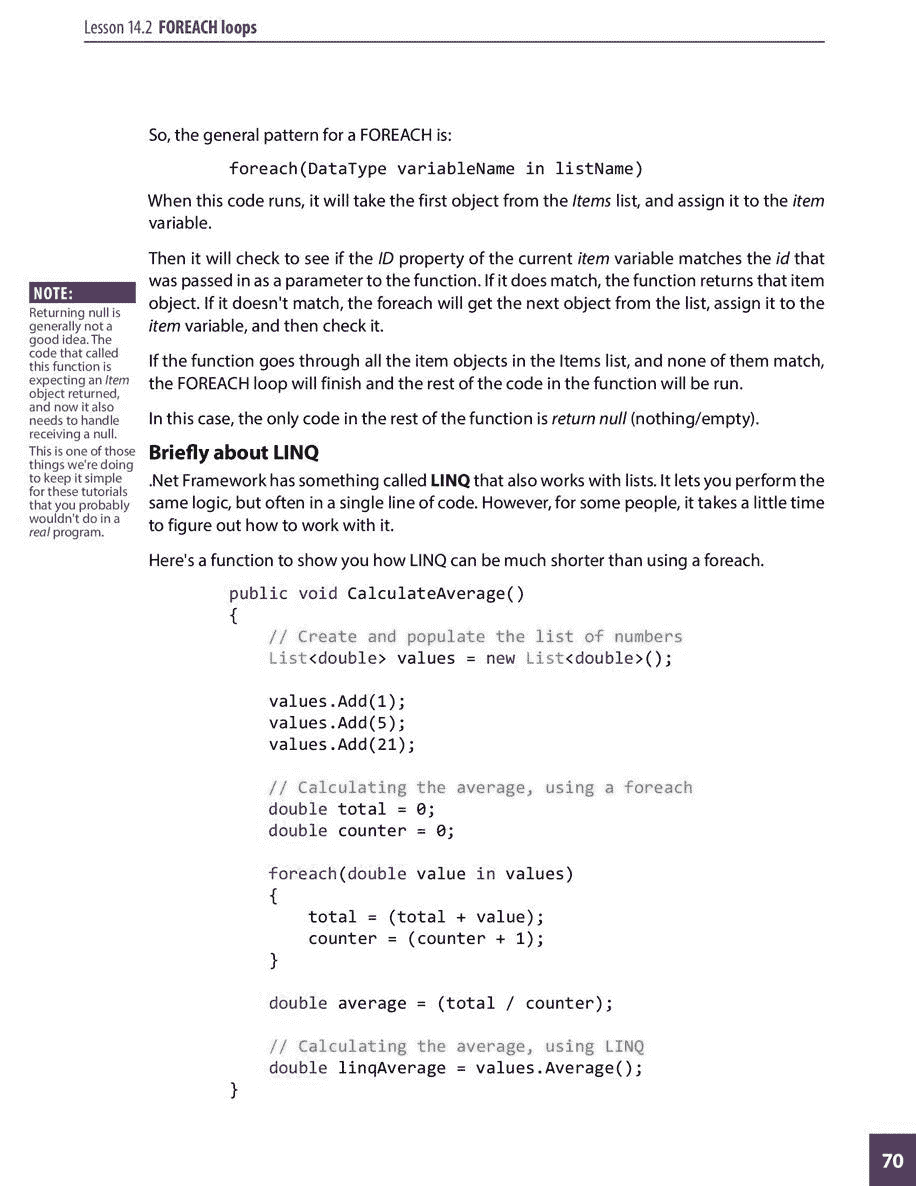 Lesson 14.2 FOREACH loops
So, the general pattern for a FOREACH is:
foreach(DataType variableName in listName)
When this code runs, it will take the first object from the Items list, and assign it to the item
variable.
Then it will check to see if the ID property of the current item variable matches the id that
was passed in as a parameter to the function. If it does match, the function returns that item
object. If it doesn't match, the foreach will get the next object from the list, assign it to the
item variable, and then check it.
If the function goes through all the item objects in the Items list, and none of them match,
the FOREACH loop will finish and the rest of the code in the function will be run.
In this case, the only code in the rest of the function is return null (nothing/empty).
NOTE:
Returning null is
generally not a
good idea. The
code that called
this function is
expecting an Item
object returned,
and now it also
needs to handle
receiving a null.
This is one of those
things we're doing
to keep it simple
for these tutorials
that you probably
wouldn't do in a
real program.
Briefly about LINQ
.Net Framework has something called LINQ that also works with lists. It lets you perform the
same logic, but often in a single line of code. However, for some people, it takes a little time
to figure out how to work with it.
Here's a function to show you how LINQ can be much shorter than using a foreach.
public void CalculateAverage()
{
// Create and populate the list of numbers
List<double> values = new List<double>();
values.Add(1);
values.Add(5);
values.Add(21);
// Calculating the average, using a foreach
double total = 0;
double counter = 0;
foreach(double value in values)
{
total = (total + value);
counter = (counter + 1);
}
double average = (total / counter);
// Calculating the average, using LINQ
double linqAverage = values.Average();
}
70